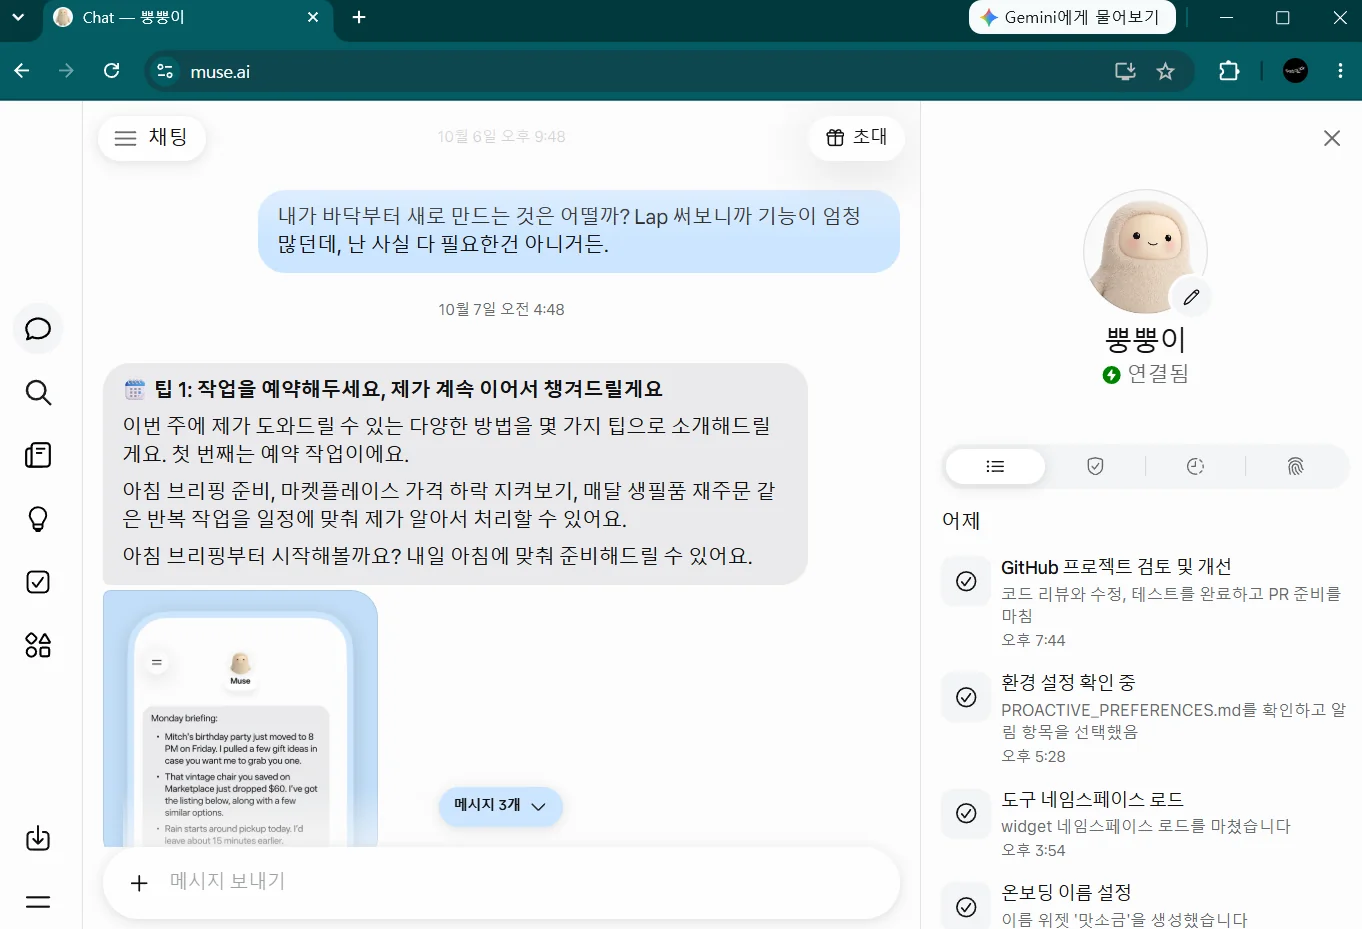 Chat — 뿡뿡이
Gemini에게 물어보기
muse.ai
채팅
10월 6일 오후 9:48
초대
내가 바닥부터 새로 만드는 것은 어떨까? Lap 써보니까 기능이 엄청
많던데, 난 사실 다 필요한건 아니거든.
10월 7일 오전 4:48
팁 1: 작업을 예약해두세요, 제가 계속 이어서 챙겨드릴게요
이번 주에 제가 도와드릴 수 있는 다양한 방법을 몇 가지 팁으로 소개해드릴
게요. 첫 번째는 예약 작업이에요.
아침 브리핑 준비, 마켓플레이스 가격 하락 지켜보기, 매달 생필품 재주문 같
은 반복 작업을 일정에 맞춰 제가 알아서 처리할 수 있어요.
아침 브리핑부터 시작해볼까요? 내일 아침에 맞춰 준비해드릴 수 있어요.
Muse
Monday briefing:
• Mitch's birthday party just moved to 8
PM on Friday. I pulled a few gift ideas in
case you want me to grab you one.
• That vintage chair you saved on
Marketplace just dropped $60. I've got
the listing below, along with a few
similar options.
• Rain starts around pickup today. I'd
leave about 15 minutes earlier.
메시지 3개
메시지 보내기
뿡뿡이
연결됨
어제
GitHub 프로젝트 검토 및 개선
코드 리뷰와 수정, 테스트를 완료하고 PR 준비를
마침
오후 7:44
환경 설정 확인 중
PROACTIVE_PREFERENCES.md를 확인하고 알
림 항목을 선택했음
오후 5:28
도구 네임스페이스 로드
widget 네임스페이스 로드를 마쳤습니다
오후 3:54
온보딩 이름 설정
이름 위젯 '맛소금'을 생성했습니다